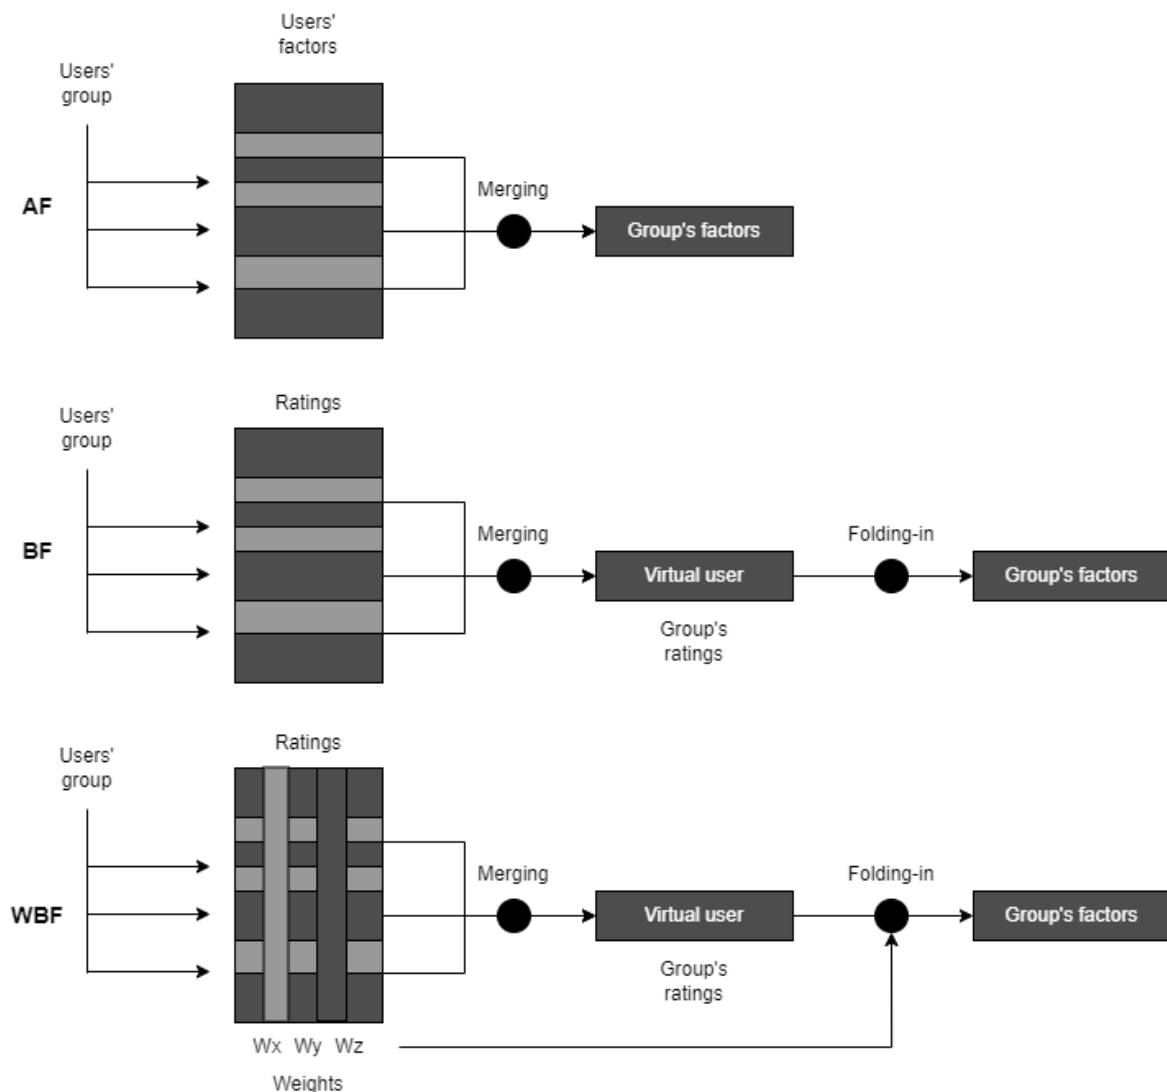 Users'
factors
Users'
group
AF
Merging
Group's factors
Ratings
Users'
group
BF
Merging
Virtual user
Folding-in
Group's factors
Group's
ratings
Ratings
Users'
group
WBF
Merging
Virtual user
Folding-in
Group's factors
Group's
ratings
Wx Wy Wz
Weights